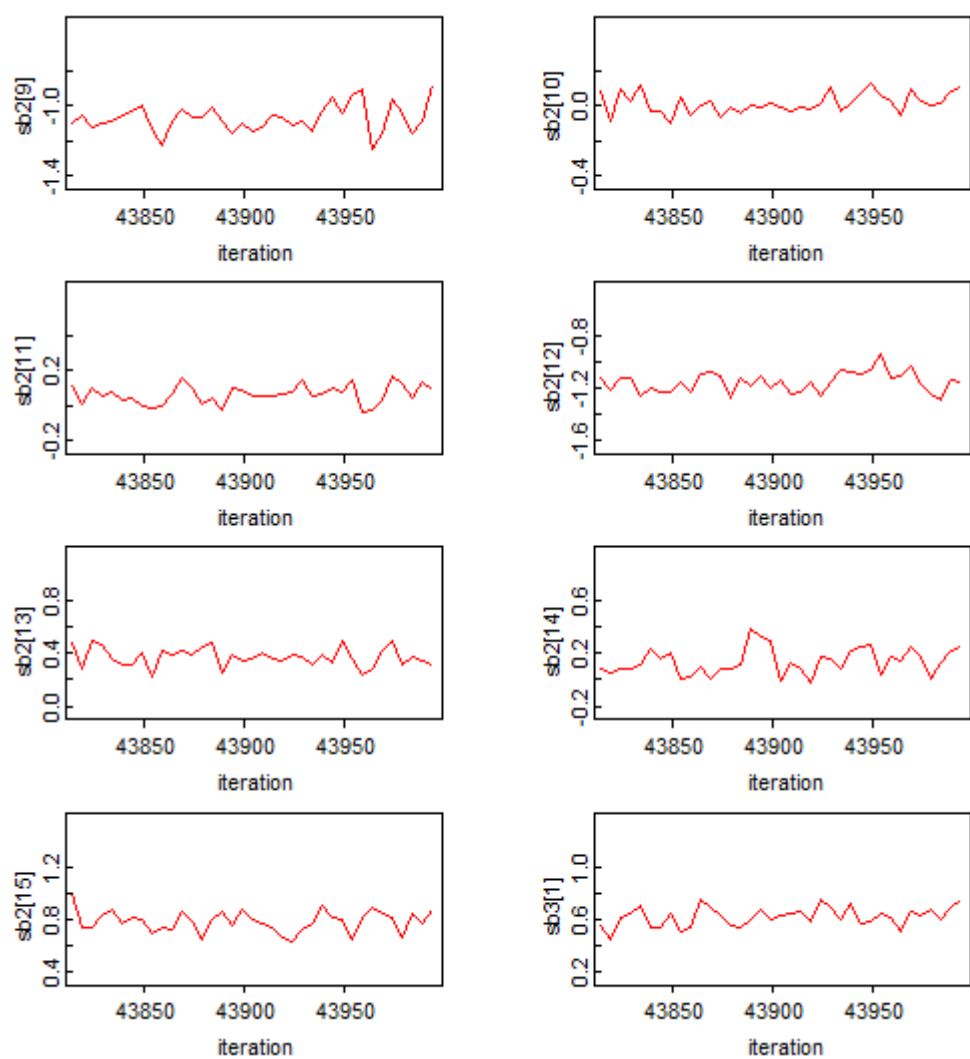 sb2[9]
-1.0
-1.4
43850 43900 43950
iteration
sb2[10]
0.0
-0.4
43850 43900 43950
iteration
sb2[11]
0.2
-0.2
43850 43900 43950
iteration
sb2[12]
-0.8
-1.2
-1.6
43850 43900 43950
iteration
sb2[13]
0.8
0.4
0.0
43850 43900 43950
iteration
sb2[14]
0.6
0.2
-0.2
43850 43900 43950
iteration
sb2[15]
1.2
0.8
0.4
43850 43900 43950
iteration
sb3[1]
1.0
0.6
0.2
43850 43900 43950
iteration